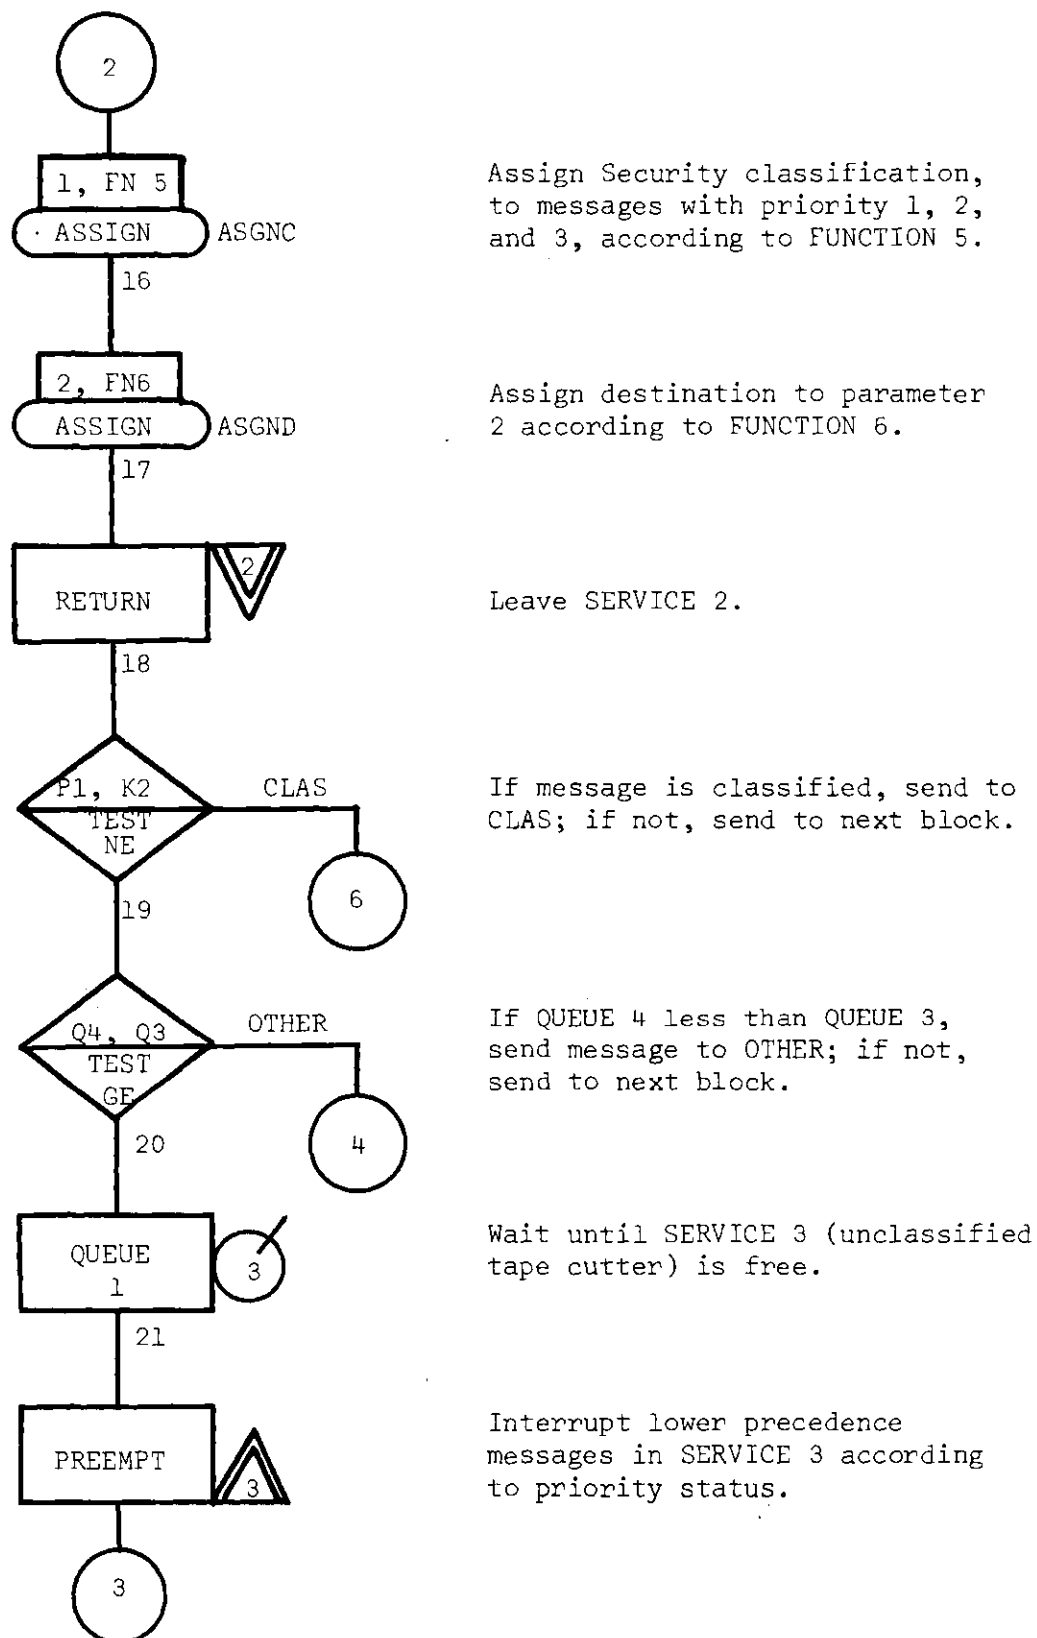 2
1, FN 5
ASSIGN
ASGNC
Assign Security classification,
to messages with priority 1, 2,
and 3, according to FUNCTION 5.
16
2, FN6
ASSIGN
ASGND
Assign destination to parameter
2 according to FUNCTION 6.
17
RETURN
2
Leave SERVICE 2.
18
P1, K2
TEST
NE
CLAS
If message is classified, send to
CLAS; if not, send to next block.
6
19
Q4, Q3
TEST
GE
OTHER
If QUEUE 4 less than QUEUE 3,
send message to OTHER; if not,
send to next block.
4
20
QUEUE
1
3
Wait until SERVICE 3 (unclassified
tape cutter) is free.
21
PREEMPT
3
Interrupt lower precedence
messages in SERVICE 3 according
to priority status.
3